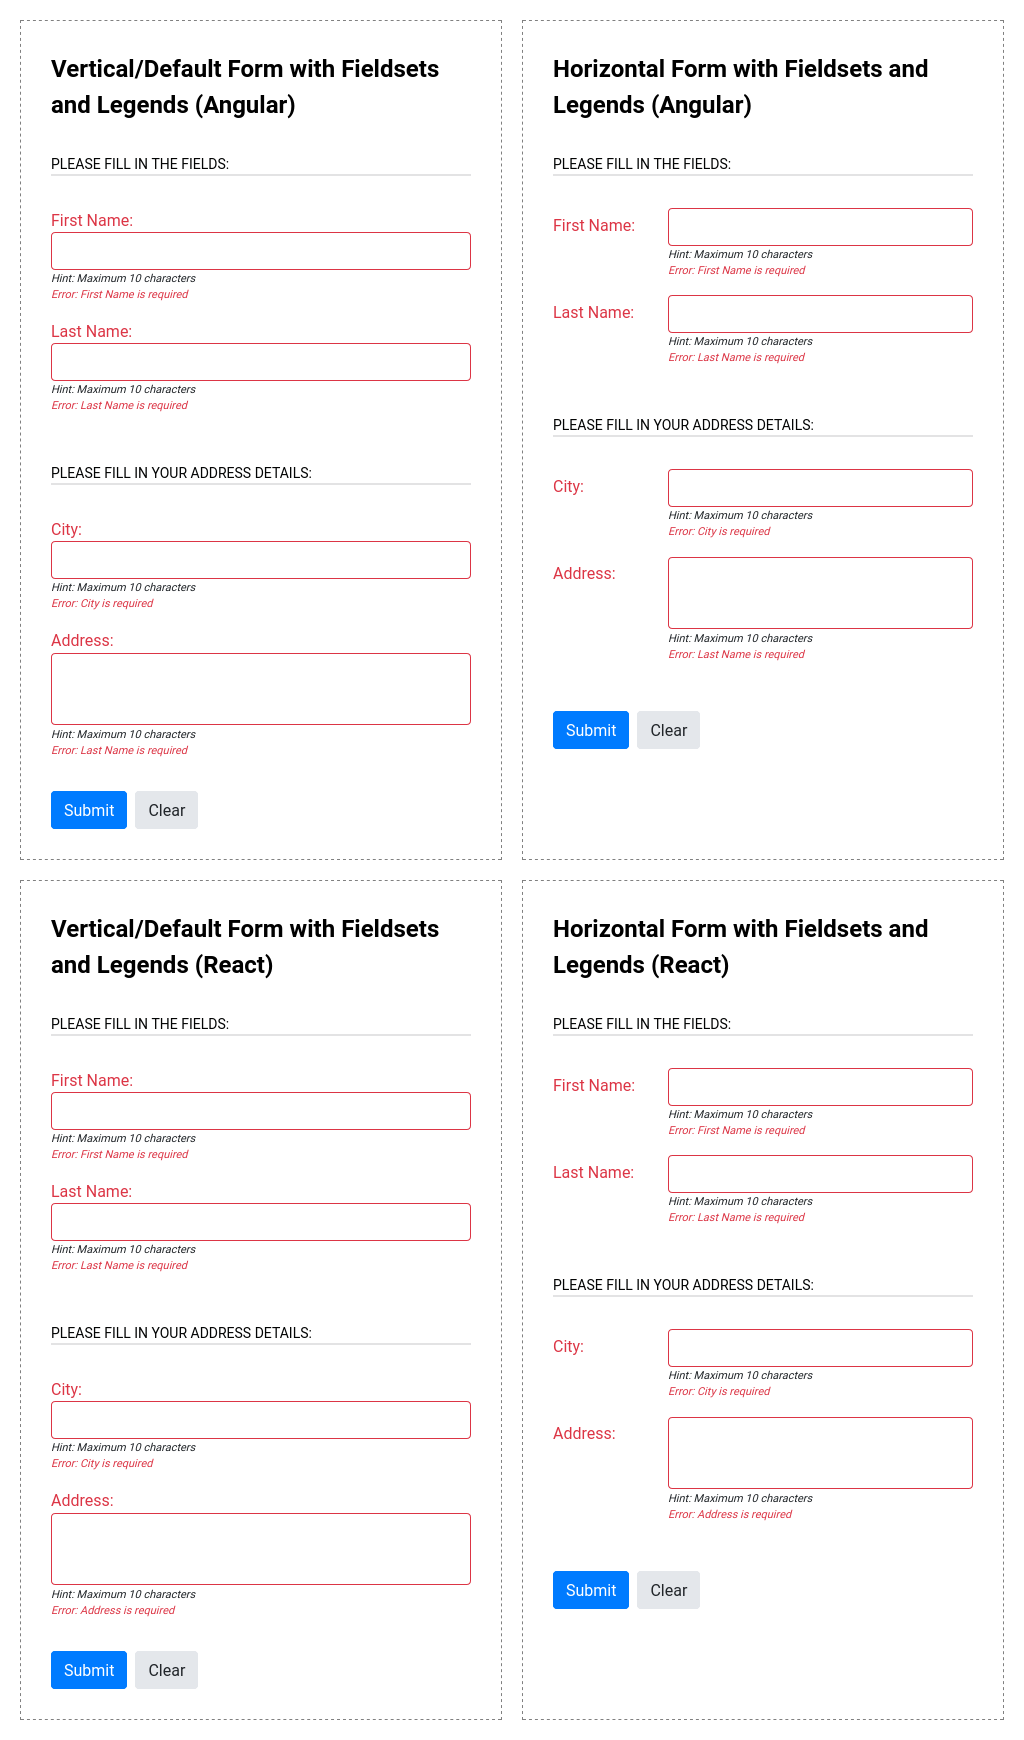 Vertical/Default Form with Fieldsets
and Legends (Angular)
PLEASE FILL IN THE FIELDS:
First Name:
Hint: Maximum 10 characters
Error: First Name is required
Last Name:
Hint: Maximum 10 characters
Error: Last Name is required
PLEASE FILL IN YOUR ADDRESS DETAILS:
City:
Hint: Maximum 10 characters
Error: City is required
Address:
Hint: Maximum 10 characters
Error: Last Name is required
Submit Clear
Horizontal Form with Fieldsets and
Legends (Angular)
PLEASE FILL IN THE FIELDS:
First Name:
Hint: Maximum 10 characters
Error: First Name is required
Last Name:
Hint: Maximum 10 characters
Error: Last Name is required
PLEASE FILL IN YOUR ADDRESS DETAILS:
City:
Hint: Maximum 10 characters
Error: City is required
Address:
Hint: Maximum 10 characters
Error: Last Name is required
Submit Clear
Vertical/Default Form with Fieldsets
and Legends (React)
PLEASE FILL IN THE FIELDS:
First Name:
Hint: Maximum 10 characters
Error: First Name is required
Last Name:
Hint: Maximum 10 characters
Error: Last Name is required
PLEASE FILL IN YOUR ADDRESS DETAILS:
City:
Hint: Maximum 10 characters
Error: City is required
Address:
Hint: Maximum 10 characters
Error: Address is required
Submit Clear
Horizontal Form with Fieldsets and
Legends (React)
PLEASE FILL IN THE FIELDS:
First Name:
Hint: Maximum 10 characters
Error: First Name is required
Last Name:
Hint: Maximum 10 characters
Error: Last Name is required
PLEASE FILL IN YOUR ADDRESS DETAILS:
City:
Hint: Maximum 10 characters
Error: City is required
Address:
Hint: Maximum 10 characters
Error: Address is required
Submit Clear